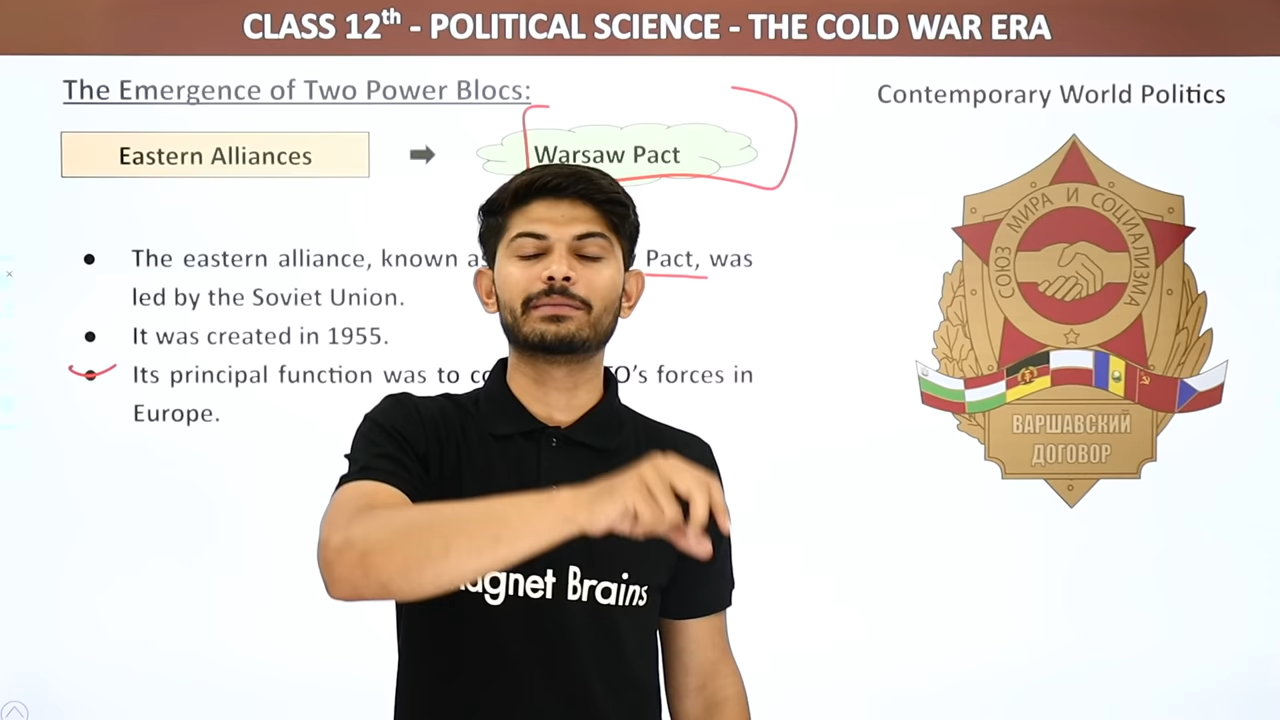 CLASS 12th - POLITICAL SCIENCE - THE COLD WAR ERA
The Emergence of Two Power Blocs:
Contemporary World Politics
Eastern Alliances
Warsaw Pact
The eastern alliance, known as Pact, was
led by the Soviet Union.
It was created in 1955.
Its principal function was to forces in
Europe.
СОЮЗ МИРА И СОЦИАЛИЗМА
ВАРШАВСКИЙ
ДОГОВОР
Brains